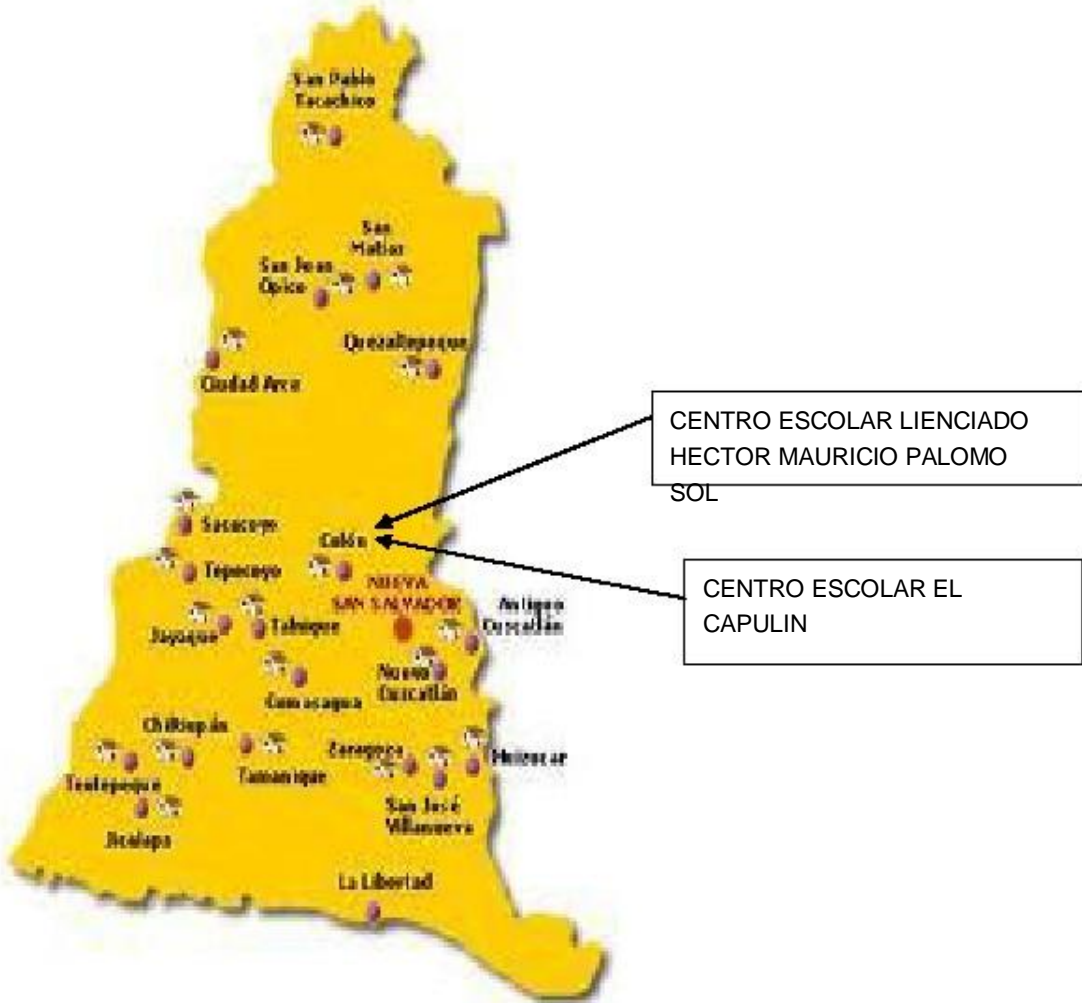 San Pablo
Tacachico
San
Matías
San Juan
Opico
Quezaltepeque
Ciudad Arce
CENTRO ESCOLAR LIENCIADO
HECTOR MAURICIO PALOMO
SOL
Sacacoyo
Colón
Tepecoyo
NUEVA
SAN SALVADOR
Antiguo
Cuscatlán
CENTRO ESCOLAR EL
CAPULIN
Jayaque
Talnique
Nuevo
Cuscatlán
Comasagua
Chiltiupán
Zaragoza
Huizucar
Teotepeque
Tamanique
San José
Villanueva
Jicalapa
La Libertad